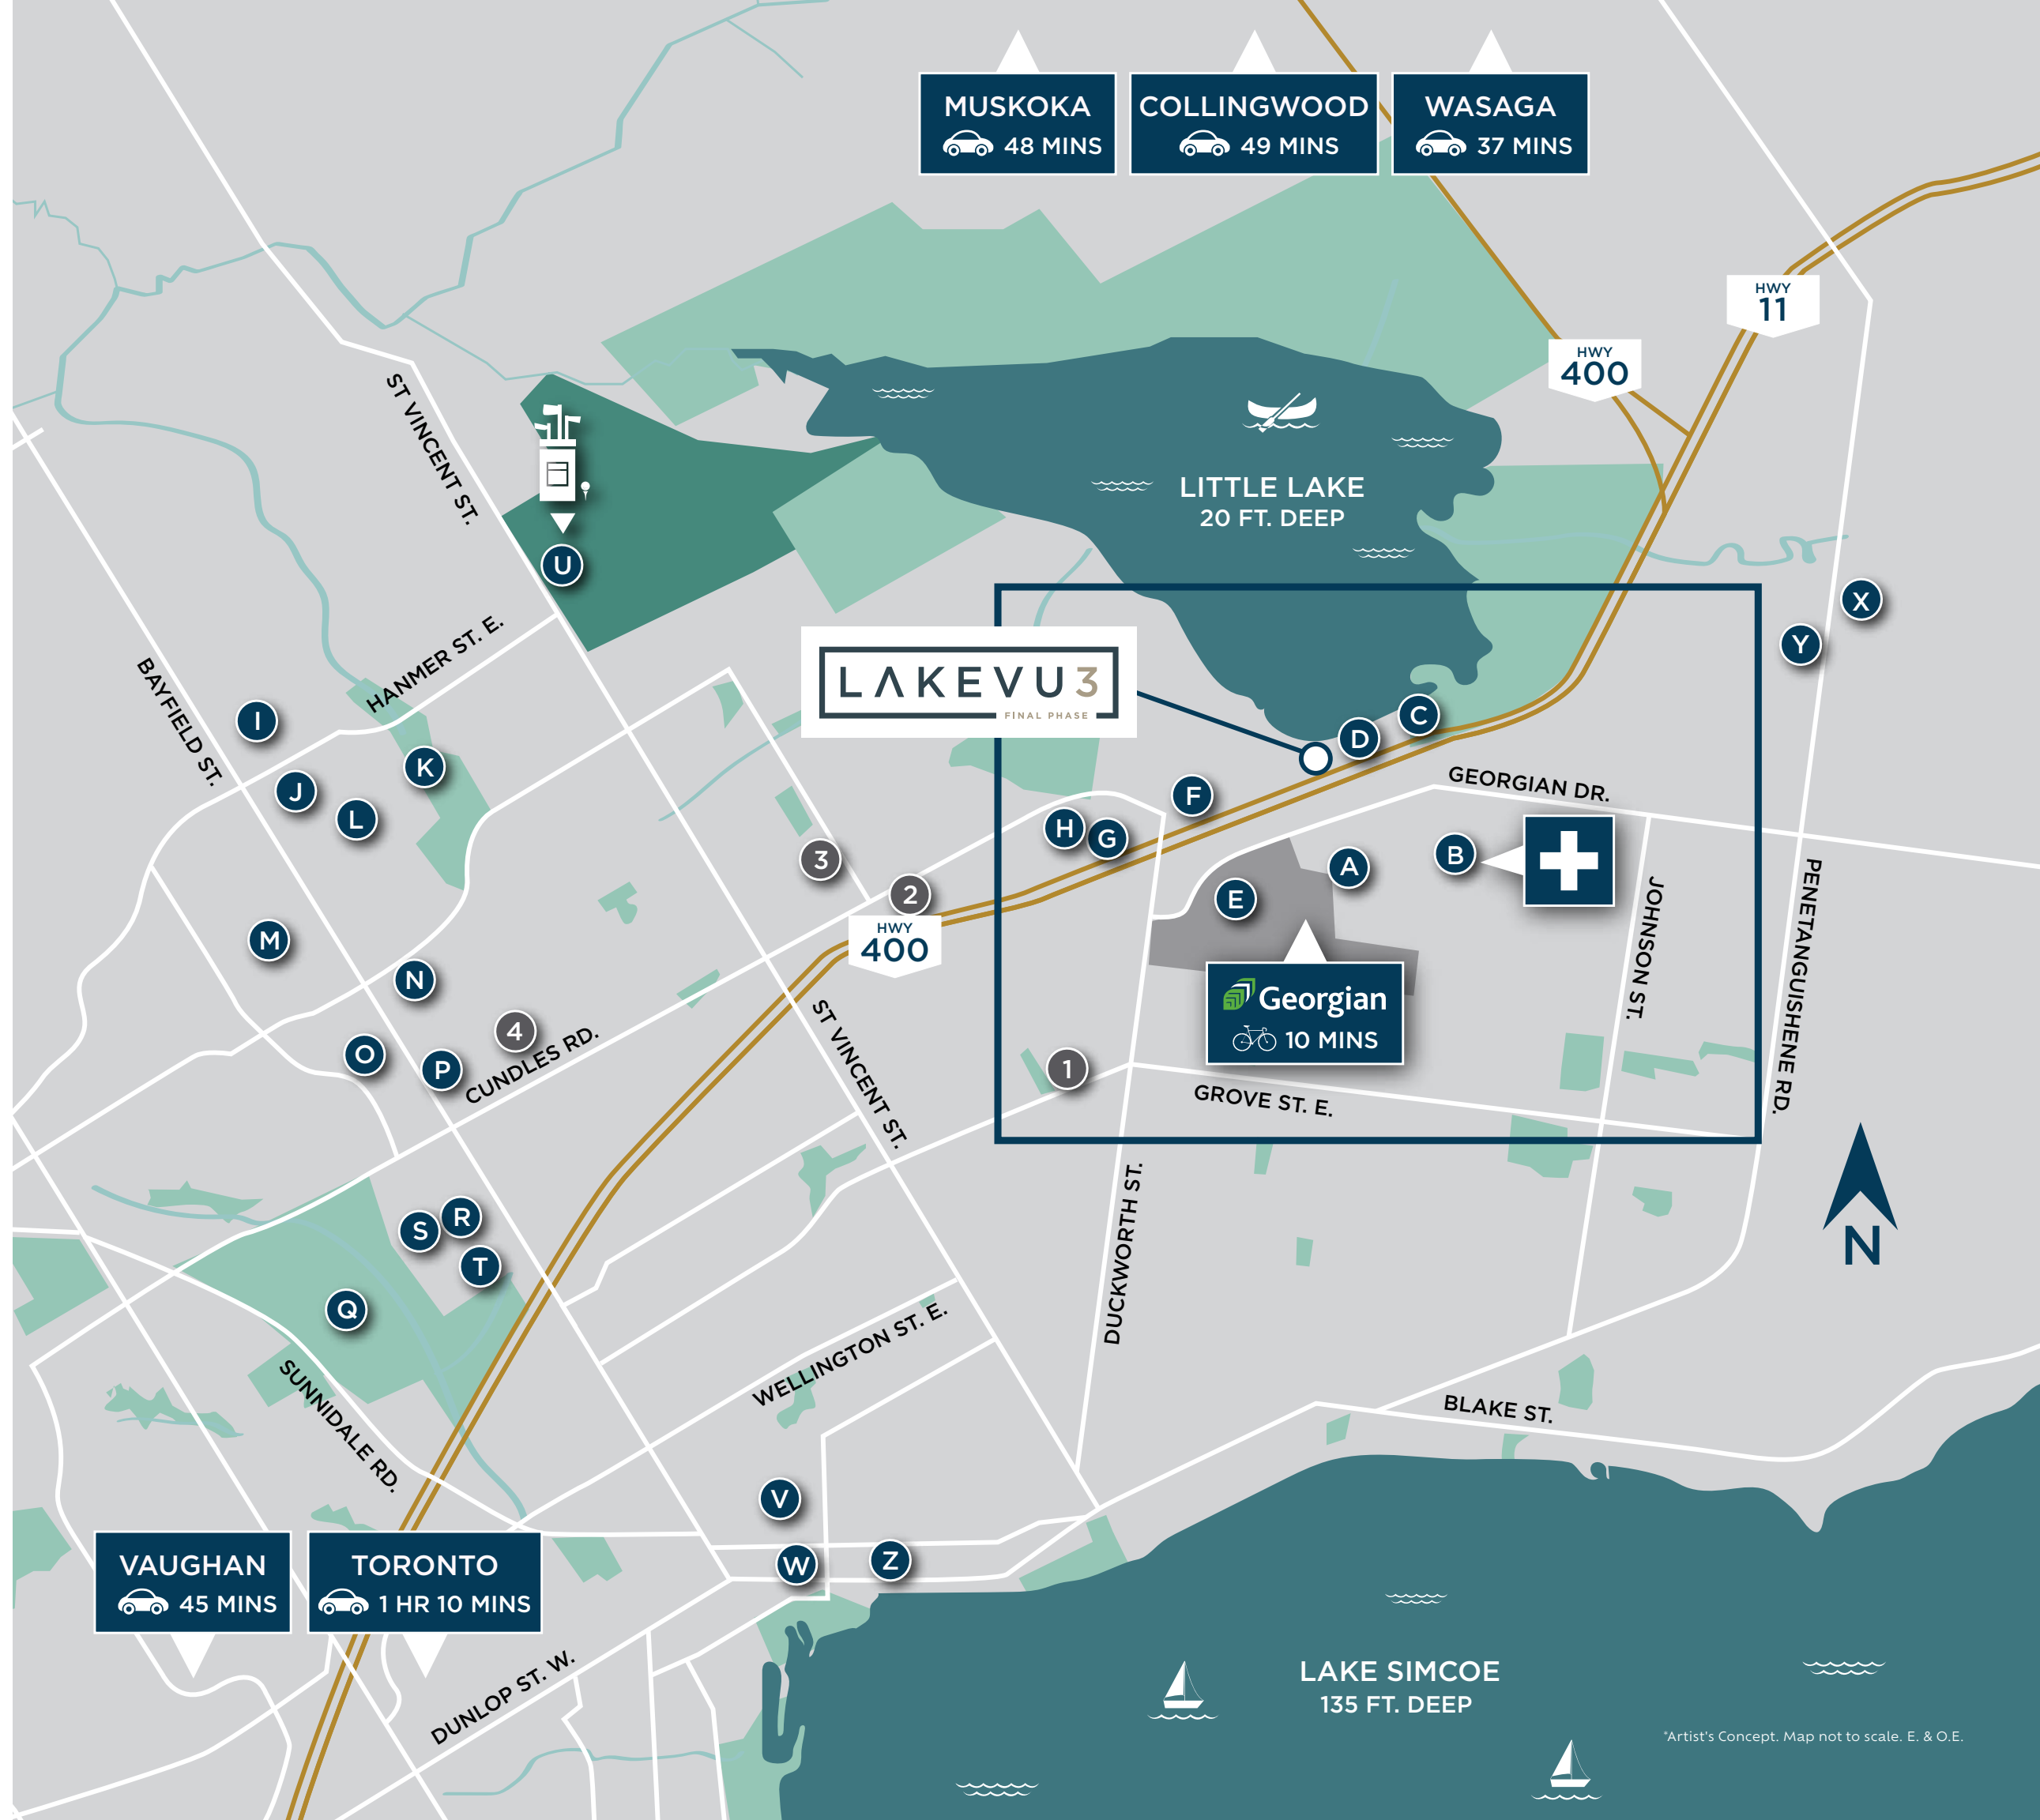 MUSKOKA
48 MINS
COLLINGWOOD
49 MINS
WASAGA
37 MINS
HWY
11
HWY
400
ST VINCENT ST.
LITTLE LAKE
20 FT. DEEP
U
X
Y
HANMER ST. E.
BAYFIELD ST.
LAKEVU3
FINAL PHASE
I
J
K
L
C
D
F
H
G
GEORGIAN DR.
3
2
HWY
400
A
B
E
JOHNSON ST.
PENETANGUISHENE RD.
M
N
O
P
4
CUNDLES RD.
ST VINCENT ST.
Georgian
10 MINS
1
GROVE ST. E.
DUCKWORTH ST.
N
S
R
T
Q
SUNNIDALE RD.
WELLINGTON ST. E.
BLAKE ST.
V
W
Z
VAUGHAN
45 MINS
TORONTO
1 HR 10 MINS
DUNLOP ST. W.
LAKE SIMCOE
135 FT. DEEP
*Artist's Concept. Map not to scale. E. & O.E.